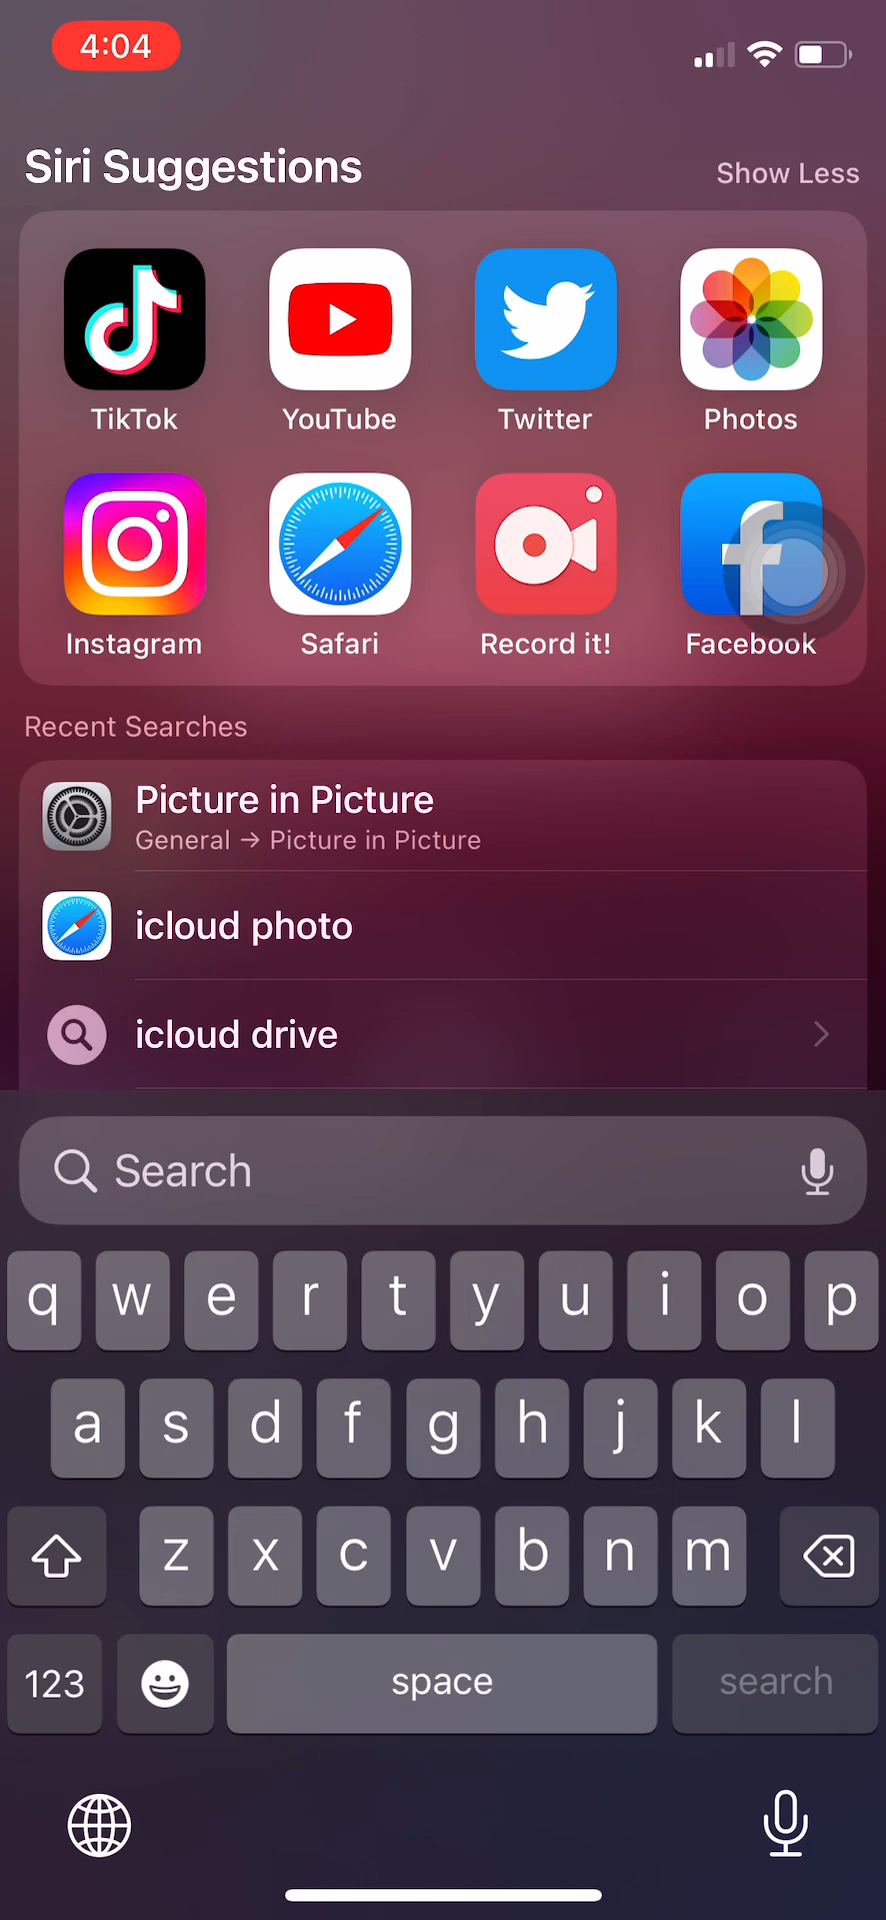 4:04
Siri Suggestions
Show Less
TikTok YouTube Twitter Photos
Instagram Safari Record it! Facebook
Recent Searches
Picture in Picture
General → Picture in Picture
icloud photo
icloud drive
Search
q w e r t y u i o p
a s d f g h j k l
z x c v b n m
123 space search